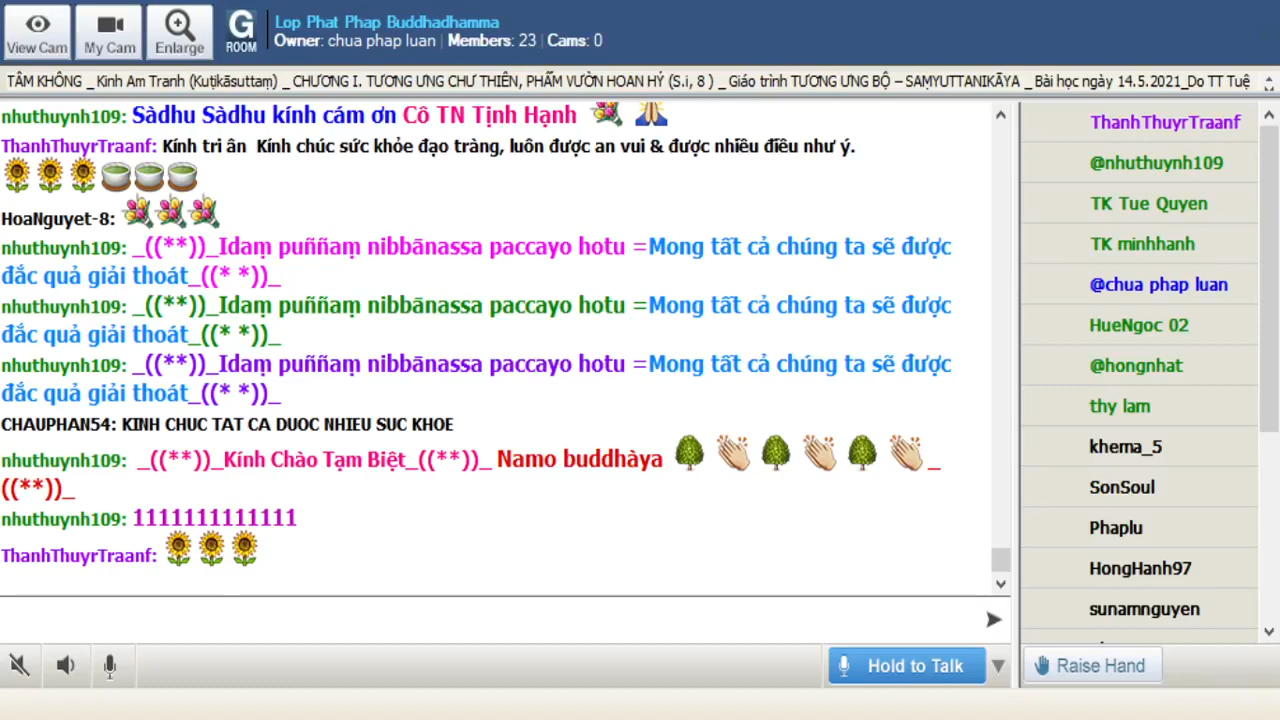 View Cam
My Cam
Enlarge
G
ROOM
Lop Phat Phap Buddhadhamma
Owner: chua phap luan | Members: 23 | Cams: 0
TÂM KHÔNG _Kinh Am Tranh (Kuṭikāsuttaṃ) _CHƯƠNG I. TƯƠNG ƯNG CHƯ THIÊN, PHẨM VƯỜN HOAN HỶ (S.i, 8 ) _Giáo trình TƯƠNG ƯNG BỘ – SAṂYUTTANIKĀYA _Bài học ngày 14.5.2021_Do TT Tuệ
nhuthuynh109: Sàdhu Sàdhu kính cám ơn Cô TN Tịnh Hạnh
ThanhThuyrTraanf: Kính tri ân Kính chúc sức khỏe đạo tràng, luôn được an vui & được nhiêu điêu như ý.
HoaNguyet-8:
nhuthuynh109: _((**))_Idaṃ puññaṃ nibbānassa paccayo hotu =Mong tất cả chúng ta sẽ được
đắc quả giải thoát_((* *))_
nhuthuynh109: _((**))_Idaṃ puññaṃ nibbānassa paccayo hotu =Mong tất cả chúng ta sẽ được
đắc quả giải thoát_((* *))_
nhuthuynh109: _((**))_Idaṃ puññaṃ nibbānassa paccayo hotu =Mong tất cả chúng ta sẽ được
đắc quả giải thoát_((* *))_
CHAUPHAN54: KINH CHUC TAT CA DUOC NHIEU SUC KHOE
nhuthuynh109: _((**))_Kính Chào Tạm Biệt_((**))_ Namo buddhàya _
((**))_
nhuthuynh109: 1111111111111
ThanhThuyrTraanf:
Hold to Talk
ThanhThuyrTraanf
@nhuthuynh109
TK Tue Quyen
TK minhhanh
@chua phap luan
HueNgoc 02
@hongnhat
thy lam
khema_5
SonSoul
Phaplu
HongHanh97
sunamnguyen
Raise Hand